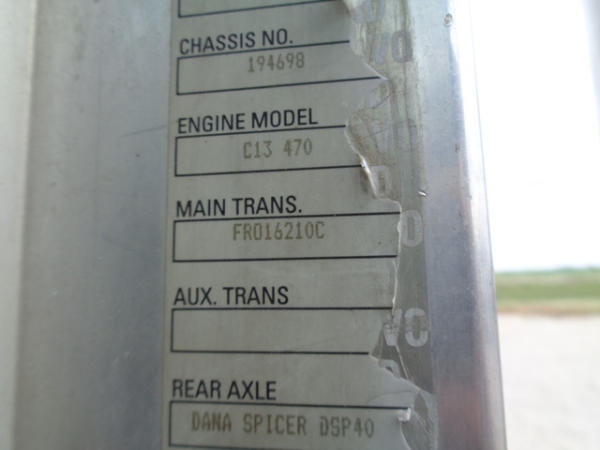 CHASSIS NO.
194698
ENGINE MODEL
C13 470
MAIN TRANS.
FRO16210C
AUX. TRANS
REAR AXLE
DANA SPICER DSP40